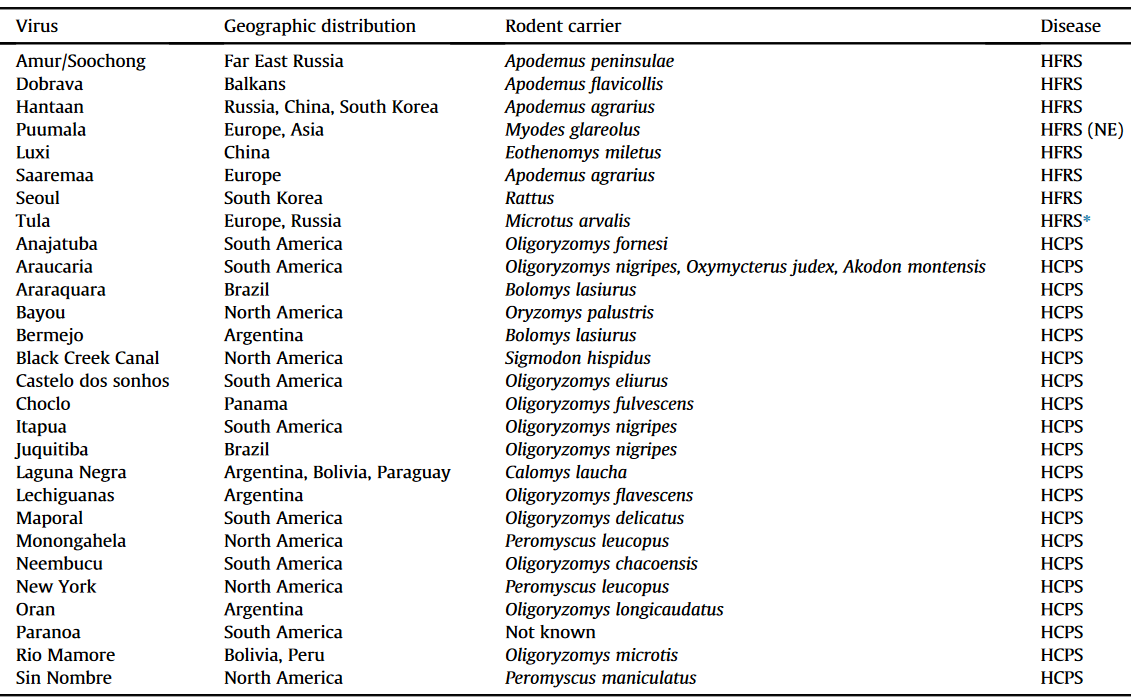 Virus Geographic distribution Rodent carrier Disease
Amur/Soochong Far East Russia Apodemus peninsulae HFRS
Dobrava Balkans Apodemus flavicollis HFRS
Hantaan Russia, China, South Korea Apodemus agrarius HFRS
Puumala Europe, Asia Myodes glareolus HFRS (NE)
Luxi China Eothenomys miletus HFRS
Saaremaa Europe Apodemus agrarius HFRS
Seoul South Korea Rattus HFRS
Tula Europe, Russia Microtus arvalis HFRS*
Anajatuba South America Oligoryzomys fornesi HCPS
Araucaria South America Oligoryzomys nigripes, Oxymycterus judex, Akodon montensis HCPS
Araraquara Brazil Bolomys lasiurus HCPS
Bayou North America Oryzomys palustris HCPS
Bermejo Argentina Bolomys lasiurus HCPS
Black Creek Canal North America Sigmodon hispidus HCPS
Castelo dos sonhos South America Oligoryzomys eliurus HCPS
Choclo Panama Oligoryzomys fulvescens HCPS
Itapua South America Oligoryzomys nigripes HCPS
Juquitiba Brazil Oligoryzomys nigripes HCPS
Laguna Negra Argentina, Bolivia, Paraguay Calomys laucha HCPS
Lechiguanas Argentina Oligoryzomys flavescens HCPS
Maporal South America Oligoryzomys delicatus HCPS
Monongahela North America Peromyscus leucopus HCPS
Neembucu South America Oligoryzomys chacoensis HCPS
New York North America Peromyscus leucopus HCPS
Oran Argentina Oligoryzomys longicaudatus HCPS
Paranoa South America Not known HCPS
Rio Mamore Bolivia, Peru Oligoryzomys microtis HCPS
Sin Nombre North America Peromyscus maniculatus HCPS